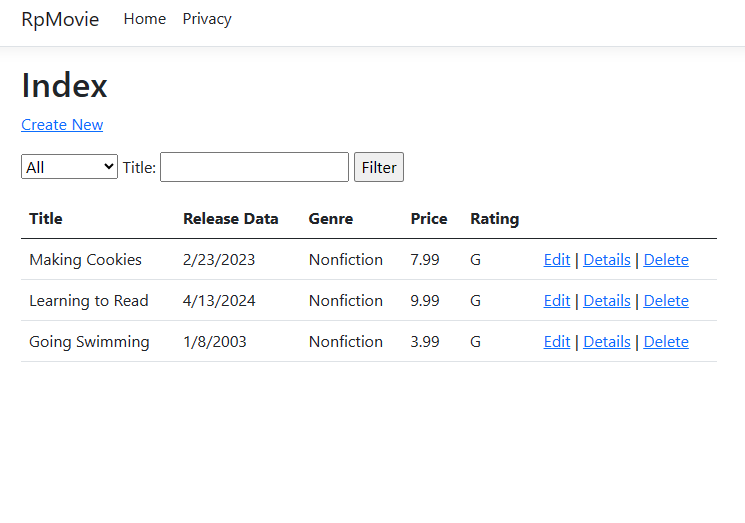 RpMovie Home Privacy
Index
Create New
All Title: Filter
Title Release Data Genre Price Rating
Making Cookies 2/23/2023 Nonfiction 7.99 G Edit | Details | Delete
Learning to Read 4/13/2024 Nonfiction 9.99 G Edit | Details | Delete
Going Swimming 1/8/2003 Nonfiction 3.99 G Edit | Details | Delete